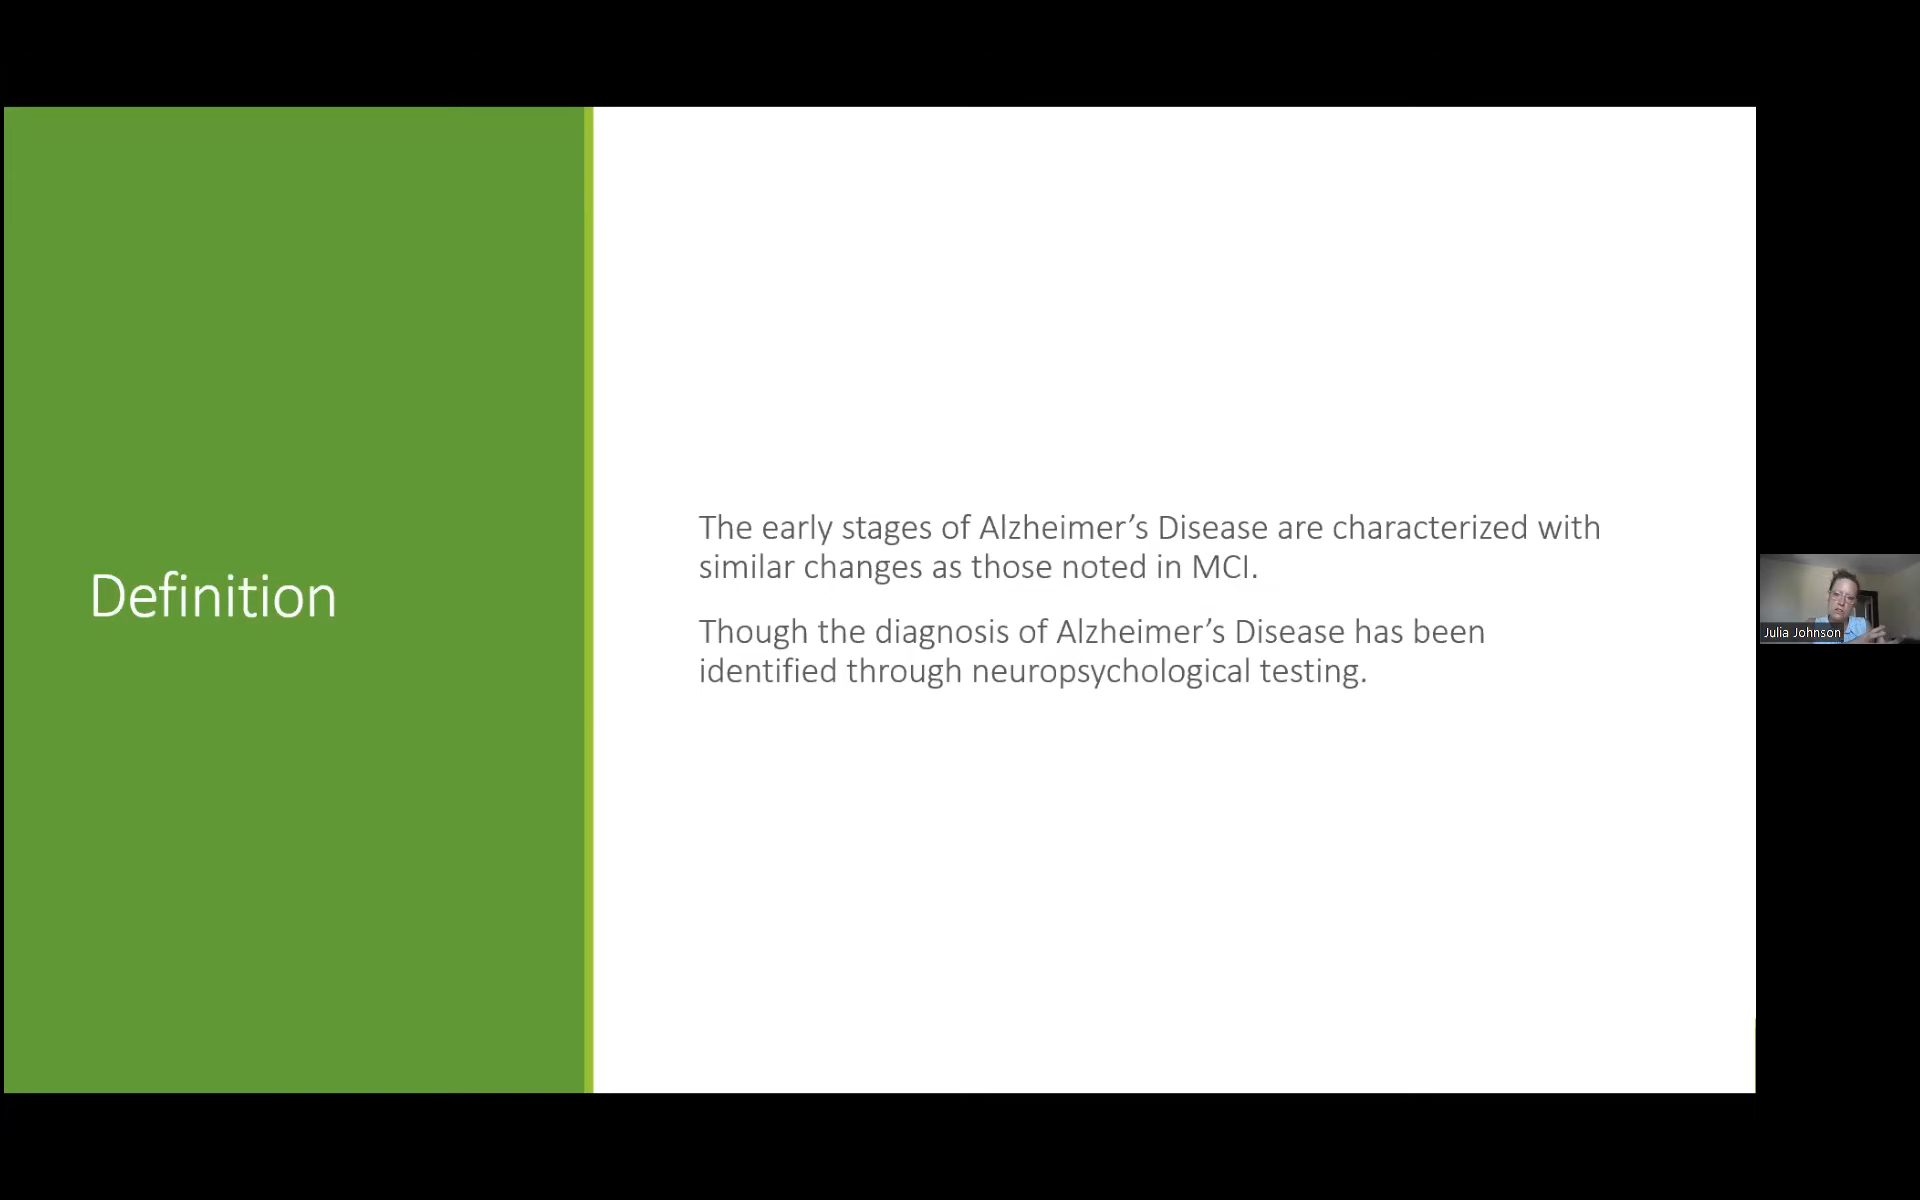 Definition
The early stages of Alzheimer’s Disease are characterized with
similar changes as those noted in MCI.
Though the diagnosis of Alzheimer’s Disease has been
identified through neuropsychological testing.
Julia Johnson